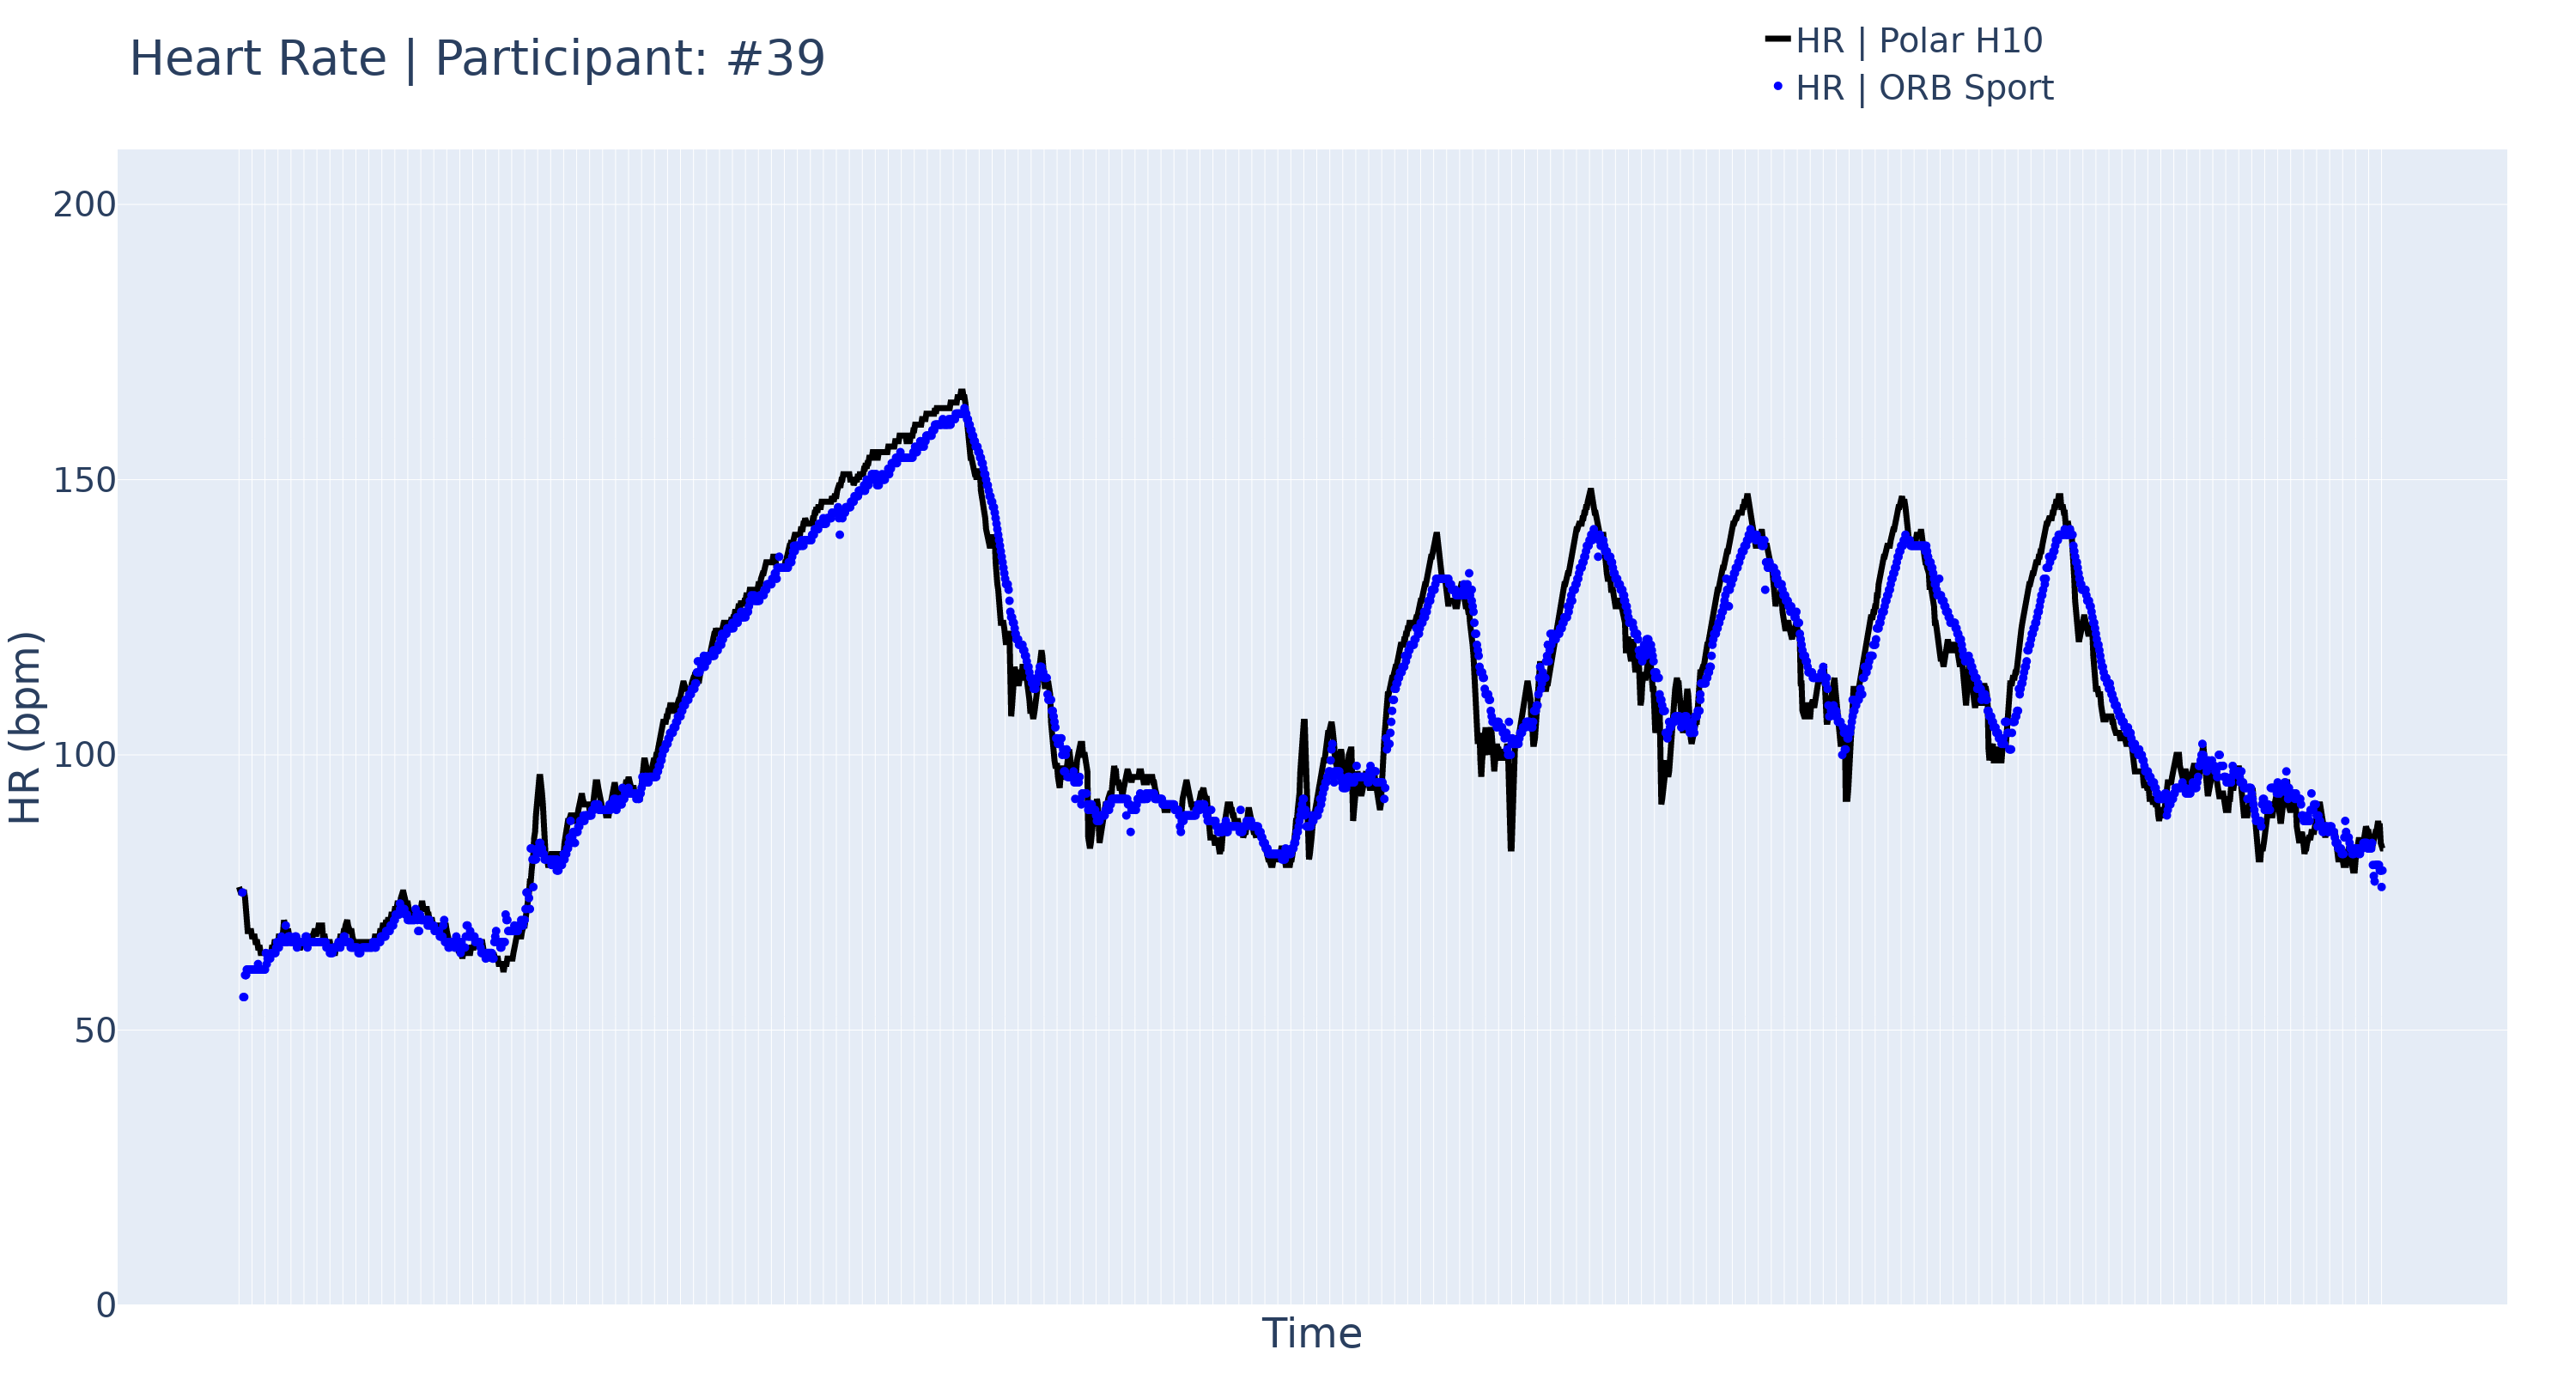 Heart Rate | Participant: #39
HR | Polar H10
HR | ORB Sport
200
150
100
50
0
HR (bpm)
Time